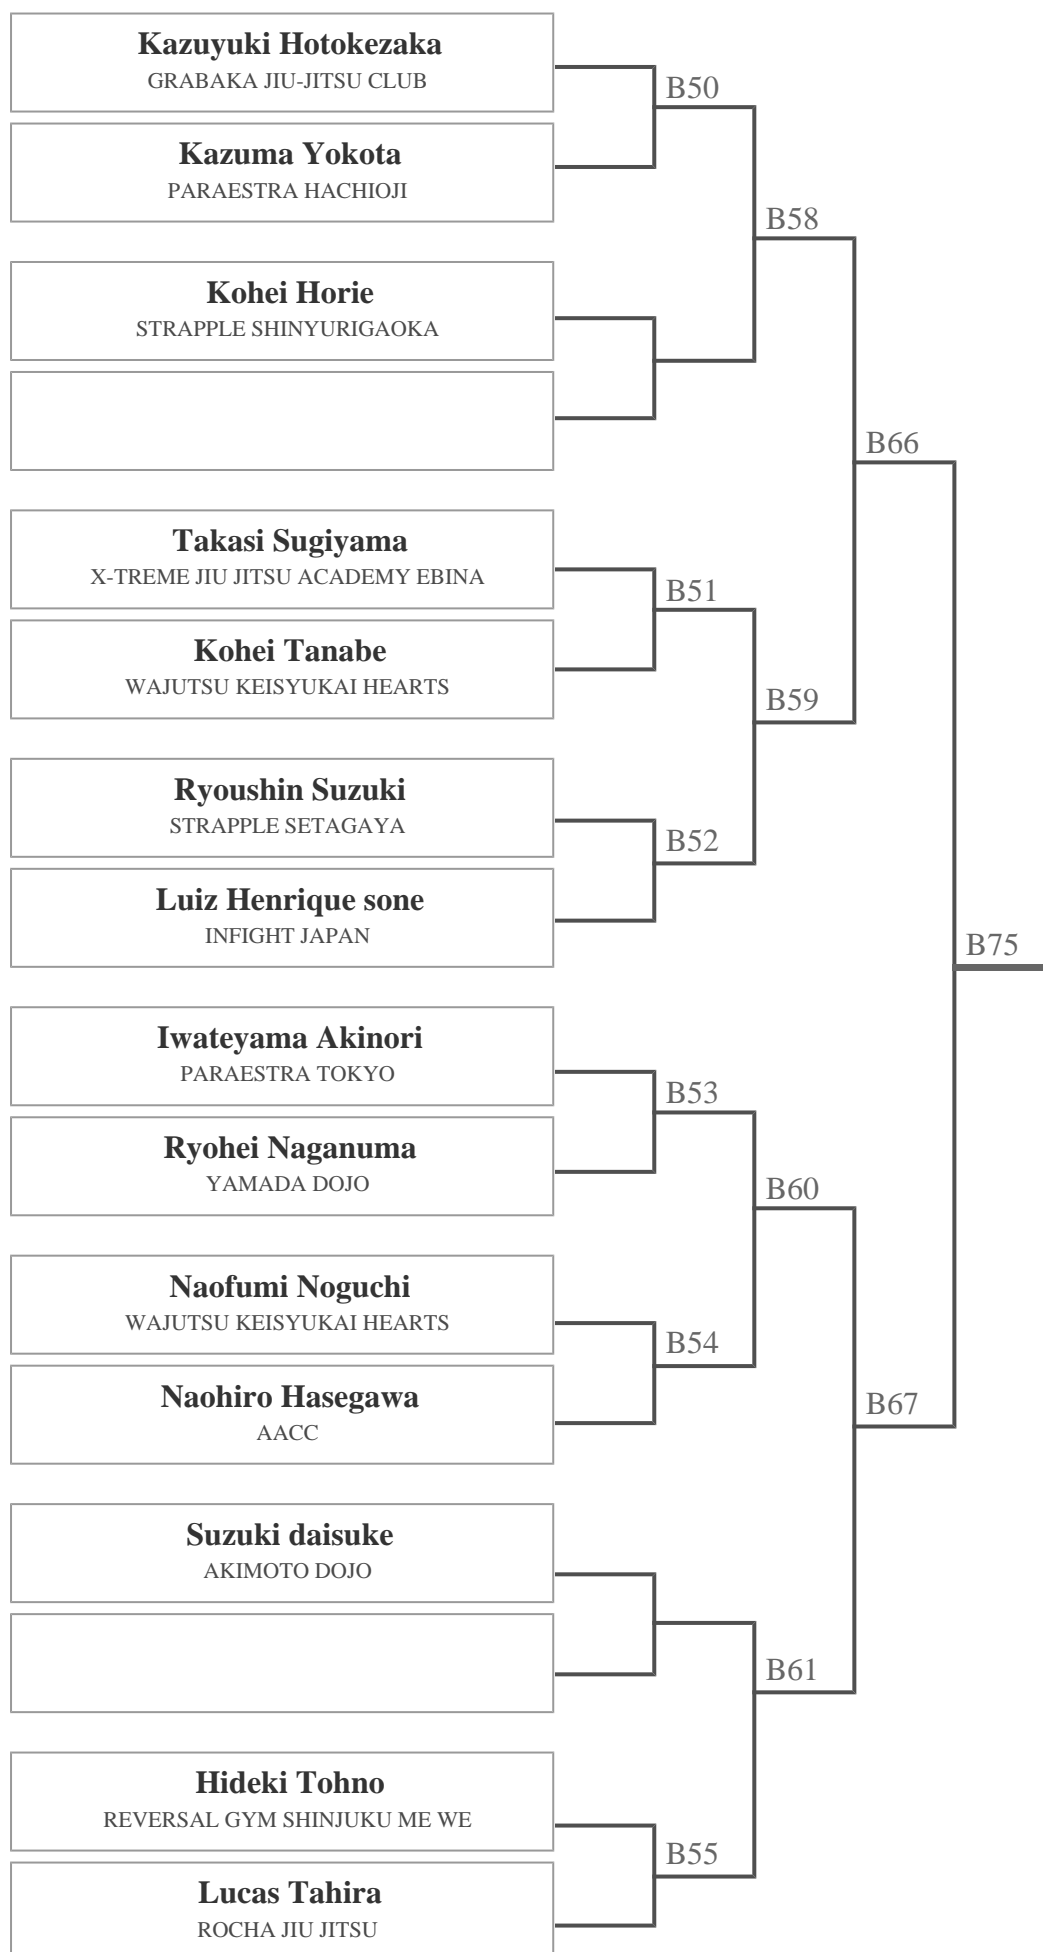 Kazuyuki Hotokezaka
GRABAKA JIU-JITSU CLUB
B50
Kazuma Yokota
PARAESTRA HACHIOJI
B58
Kohei Horie
STRAPPLE SHINYURIGAOKA
B66
Takasi Sugiyama
X-TREME JIU JITSU ACADEMY EBINA
B51
Kohei Tanabe
WAJUTSU KEISYUKAI HEARTS
B59
Ryoushin Suzuki
STRAPPLE SETAGAYA
B52
Luiz Henrique sone
INFIGHT JAPAN
B75
Iwateyama Akinori
PARAESTRA TOKYO
B53
Ryohei Naganuma
YAMADA DOJO
B60
Naofumi Noguchi
WAJUTSU KEISYUKAI HEARTS
B54
Naohiro Hasegawa
AACC
B67
Suzuki daisuke
AKIMOTO DOJO
B61
Hideki Tohno
REVERSAL GYM SHINJUKU ME WE
B55
Lucas Tahira
ROCHA JIU JITSU